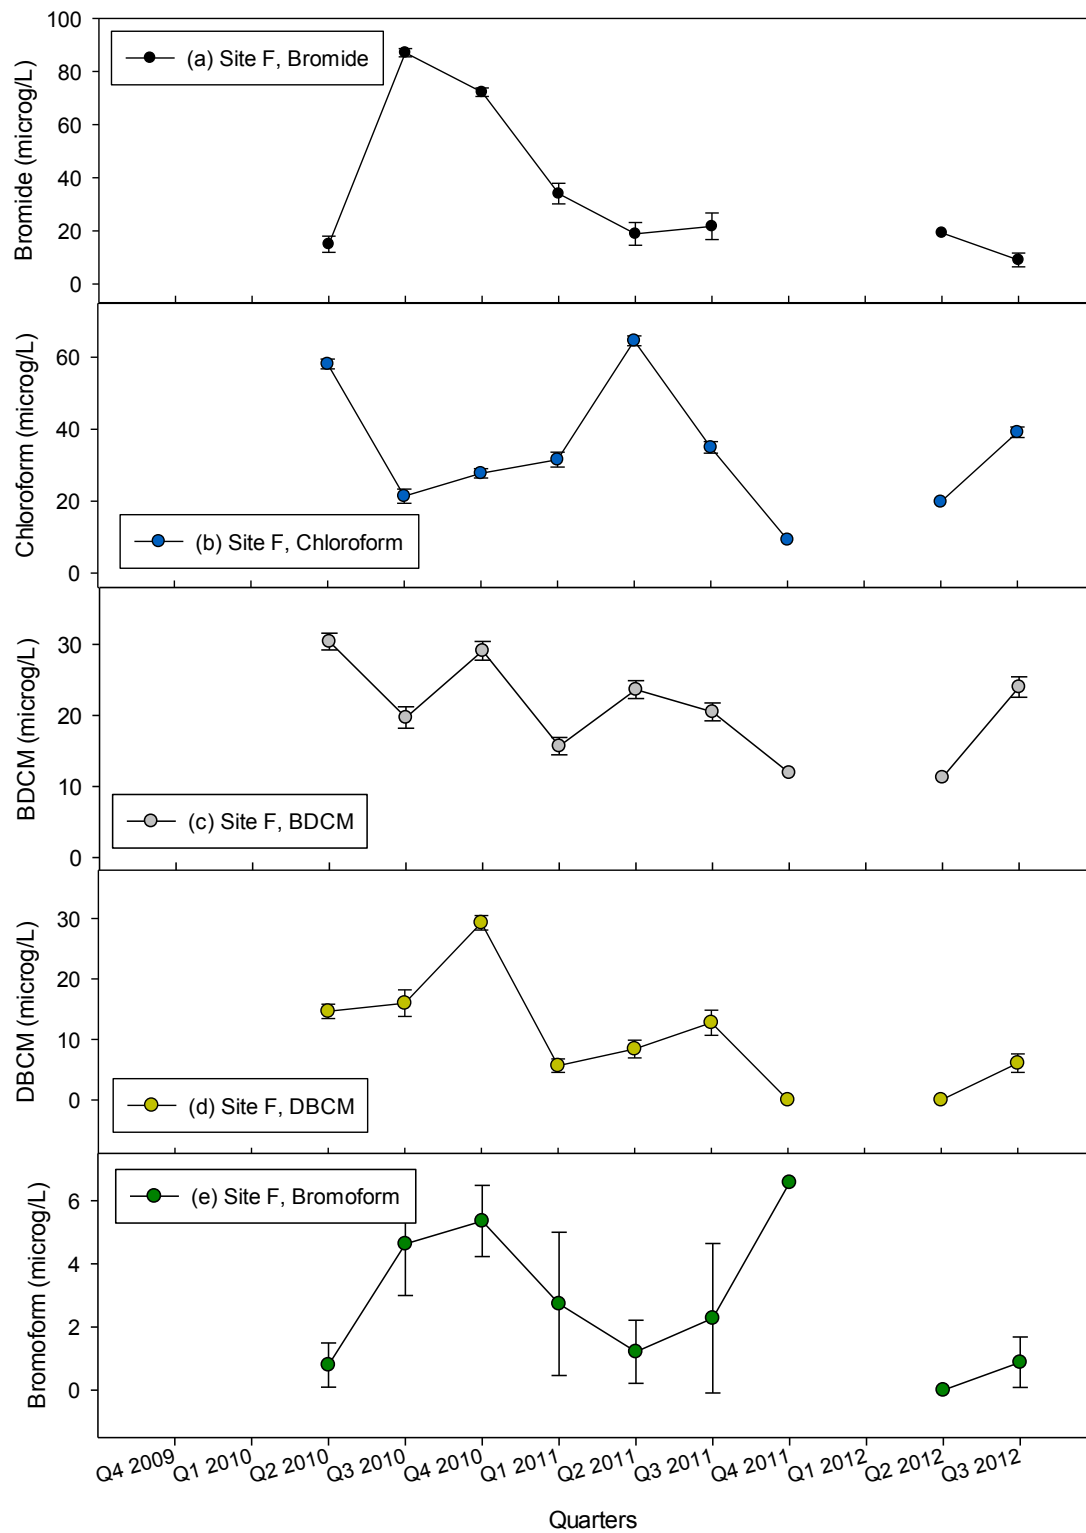 100
80
60
40
20
0
Bromide (microg/L)
(a) Site F, Bromide
60
40
20
0
Chloroform (microg/L)
(b) Site F, Chloroform
30
20
10
0
BDCM (microg/L)
(c) Site F, BDCM
30
20
10
0
DBCM (microg/L)
(d) Site F, DBCM
6
4
2
0
Bromoform (microg/L)
(e) Site F, Bromoform
Q4 2009
Q1 2010
Q2 2010
Q3 2010
Q4 2010
Q1 2011
Q2 2011
Q3 2011
Q4 2011
Q1 2012
Q2 2012
Q3 2012
Quarters